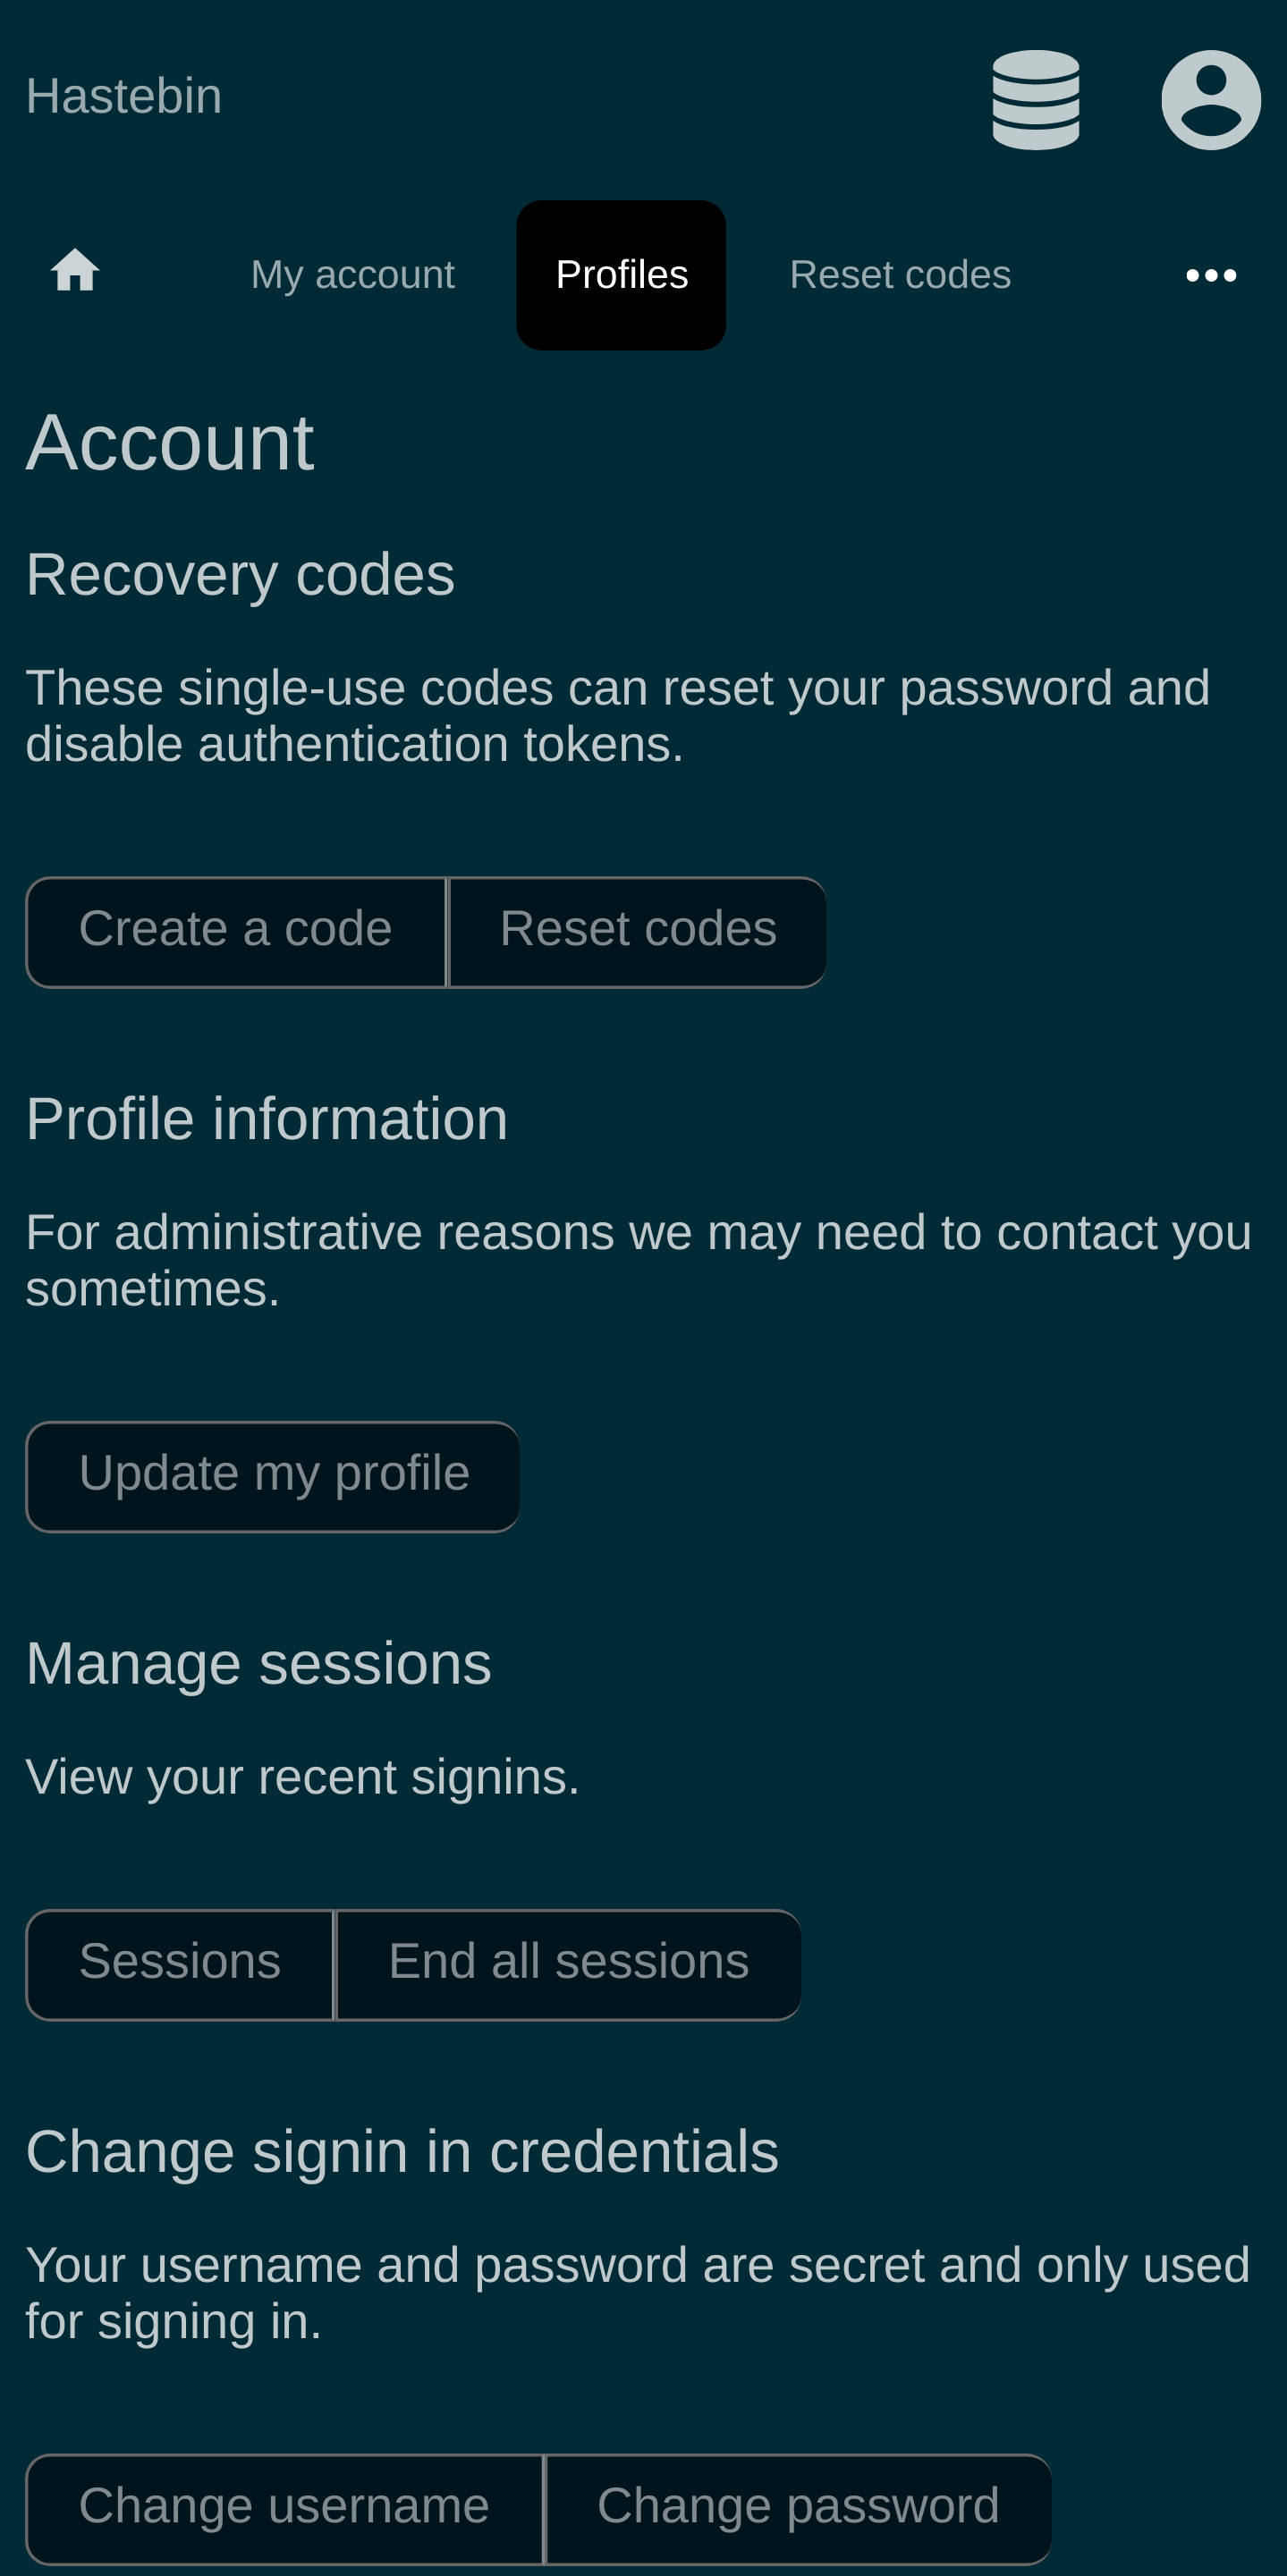 Hastebin
My account Profiles Reset codes
Account
Recovery codes
These single-use codes can reset your password and
disable authentication tokens.
Create a code Reset codes
Profile information
For administrative reasons we may need to contact you
sometimes.
Update my profile
Manage sessions
View your recent signins.
Sessions End all sessions
Change signin in credentials
Your username and password are secret and only used
for signing in.
Change username Change password